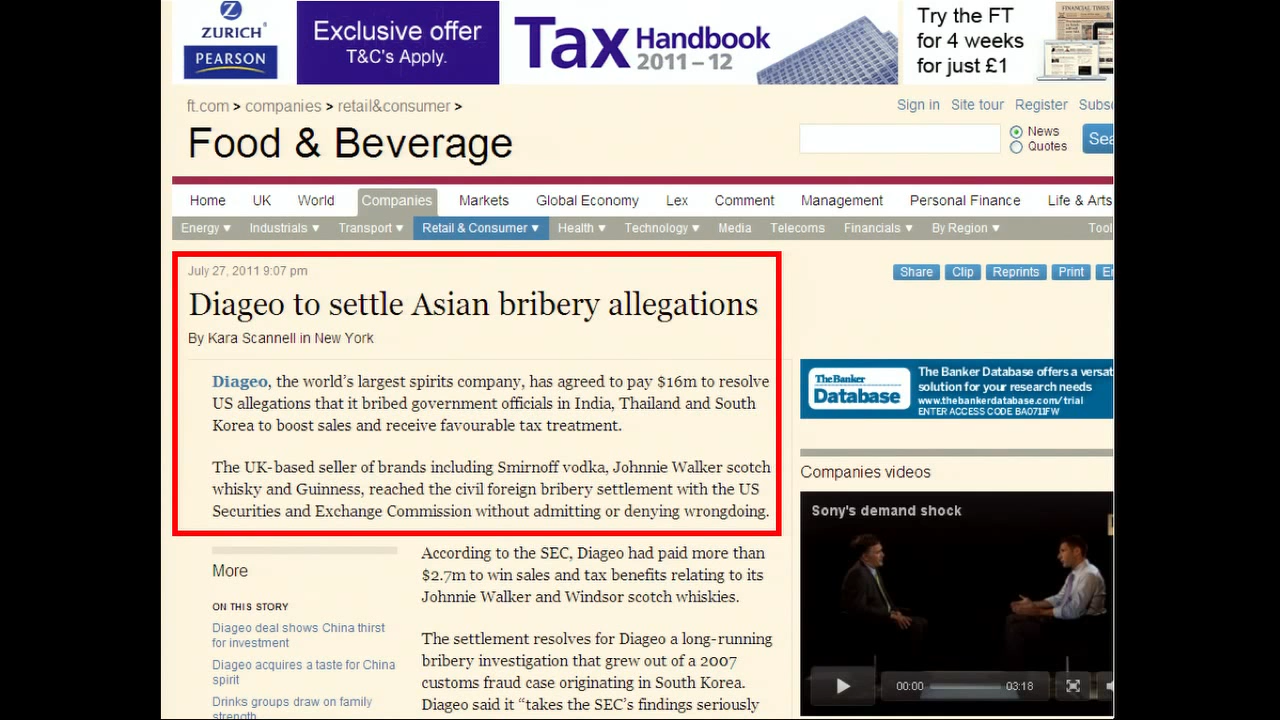 ZURICH
PEARSON
Exclusive offer
T&C's Apply.
Tax Handbook
2011 – 12
Try the FT
for 4 weeks
for just £1
FINANCIAL TIMES
ft.com > companies > retail&consumer >
Sign in Site tour Register Subsc
Food & Beverage
News
Quotes
Sea
Home UK World Companies Markets Global Economy Lex Comment Management Personal Finance Life & Arts
Energy Industrials Transport Retail & Consumer Health Technology Media Telecoms Financials By Region Tool
July 27, 2011 9:07 pm
Share Clip Reprints Print
Diageo to settle Asian bribery allegations
By Kara Scannell in New York
Diageo, the world's largest spirits company, has agreed to pay $16m to resolve
US allegations that it bribed government officials in India, Thailand and South
Korea to boost sales and receive favourable tax treatment.
The UK-based seller of brands including Smirnoff vodka, Johnnie Walker scotch
whisky and Guinness, reached the civil foreign bribery settlement with the US
Securities and Exchange Commission without admitting or denying wrongdoing.
According to the SEC, Diageo had paid more than
$2.7m to win sales and tax benefits relating to its
Johnnie Walker and Windsor scotch whiskies.
The settlement resolves for Diageo a long-running
bribery investigation that grew out of a 2007
customs fraud case originating in South Korea.
Diageo said it “takes the SEC's findings seriously
More
ON THIS STORY
Diageo deal shows China thirst
for investment
Diageo acquires a taste for China
spirit
Drinks groups draw on family
strength
The Banker
Database
The Banker Database offers a versat
solution for your research needs
www.thebankerdatabase.com/trial
ENTER ACCESS CODE BA0711FW
Companies videos
Sony's demand shock
00:00 03:18